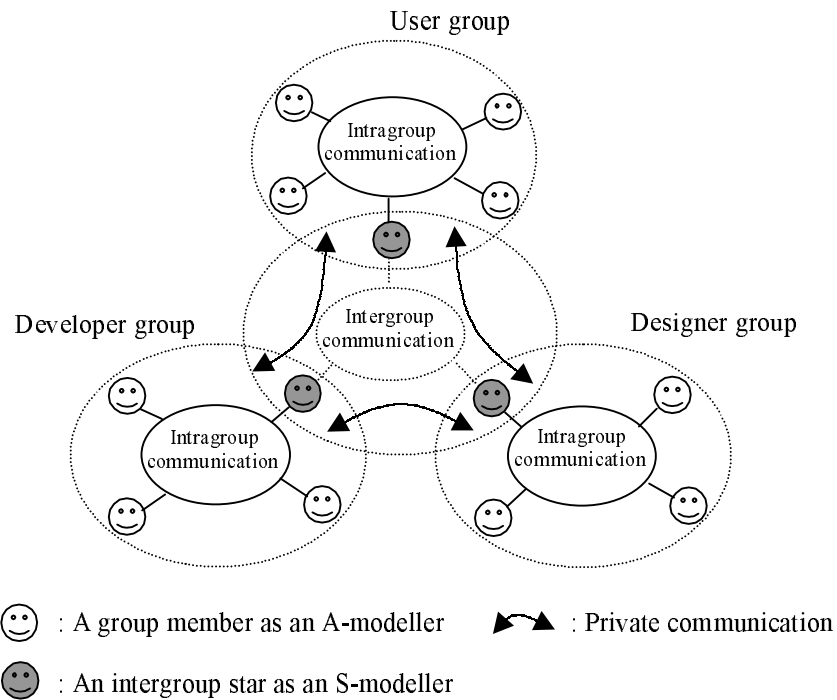 User group
Intragroup
communication
Intergroup
communication
Developer group
Designer group
Intragroup
communication
Intragroup
communication
: A group member as an A-modeller
: Private communication
: An intergroup star as an S-modeller